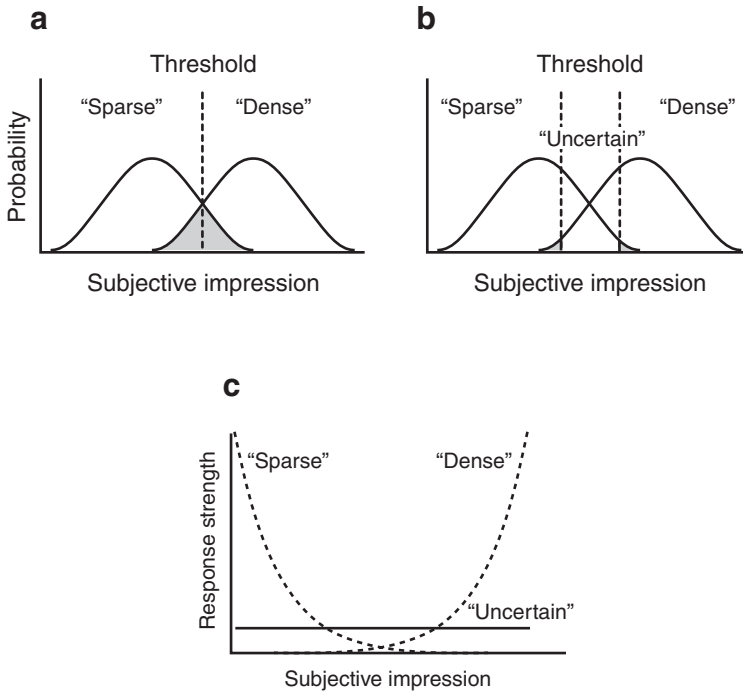 a
Threshold
“Sparse”
“Dense”
Probability
Subjective impression
b
Threshold
“Sparse”
“Dense”
“Uncertain”
Subjective impression
c
“Sparse”
“Dense”
“Uncertain”
Response strength
Subjective impression